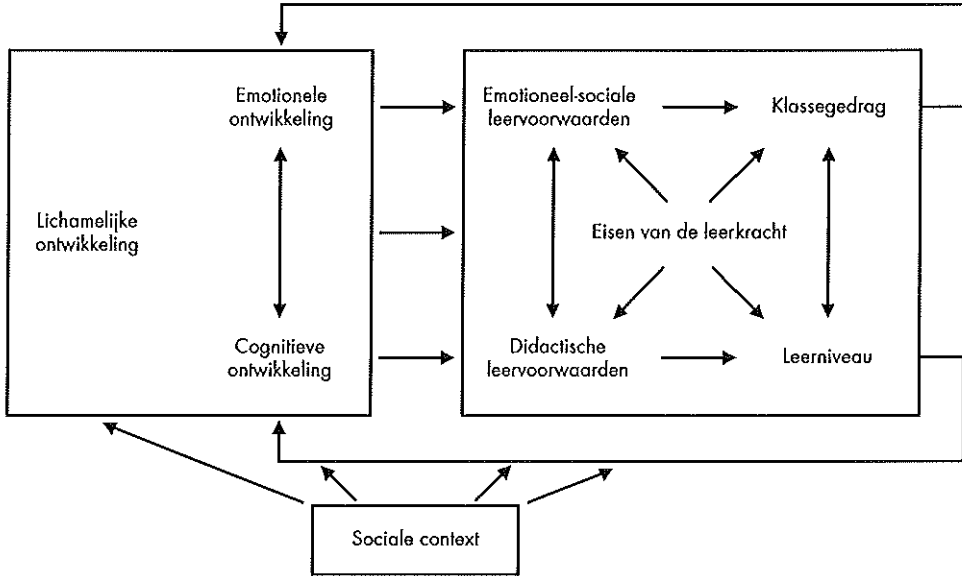 Emotionele
ontwikkeling
Emotioneel-sociale
leervoorwaarden
Klassegedrag
Lichamelijke
ontwikkeling
Eisen van de leerkracht
Cognitieve
ontwikkeling
Didactische
leervoorwaarden
Leerniveau
Sociale context